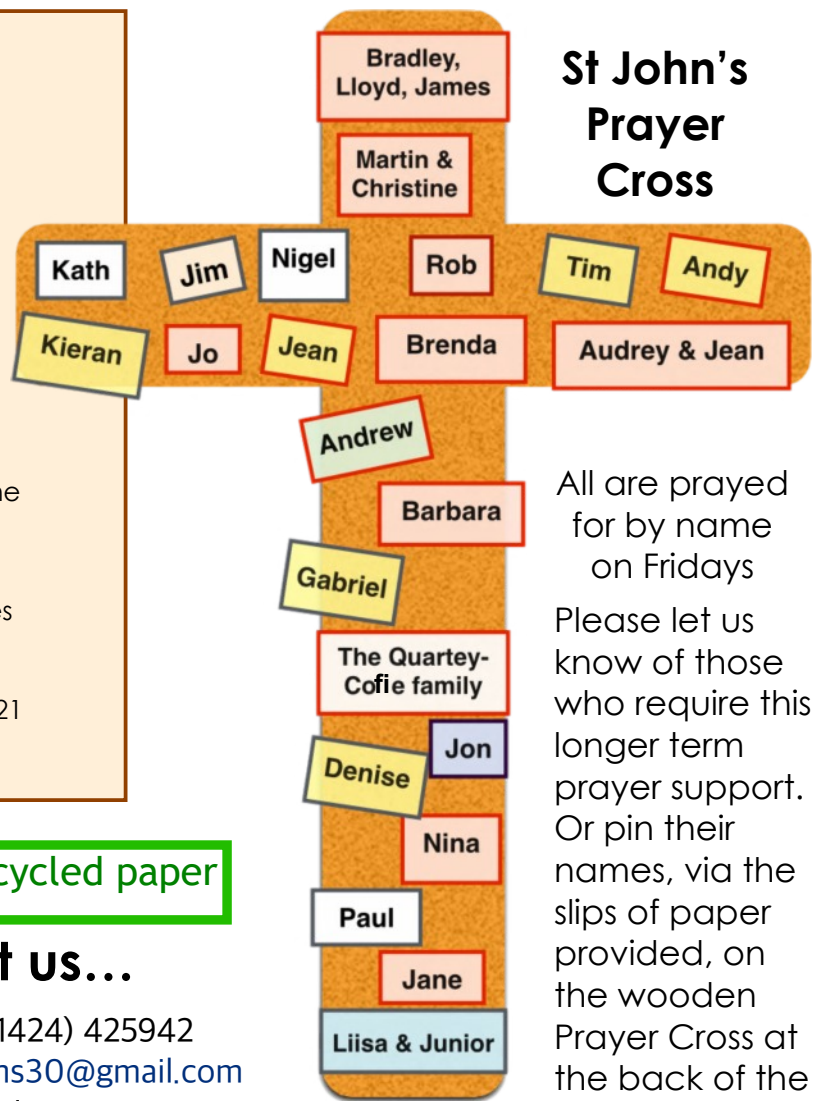 St John’s
Prayer
Cross
Bradley,
Lloyd, James
Martin &
Christine
Kath
Jim
Nigel
Rob
Tim
Andy
Kieran
Jo
Jean
Brenda
Audrey & Jean
Andrew
Barbara
Gabriel
The Quartey-
Cofie family
Jon
Denise
Nina
Paul
Jane
Liisa & Junior
All are prayed
for by name
on Fridays
Please let us
know of those
who require this
longer term
prayer support.
Or pin their
names, via the
slips of paper
provided, on
the wooden
Prayer Cross at
the back of the
21
cycled paper
t us…
1424) 425942
ns30@gmail.com